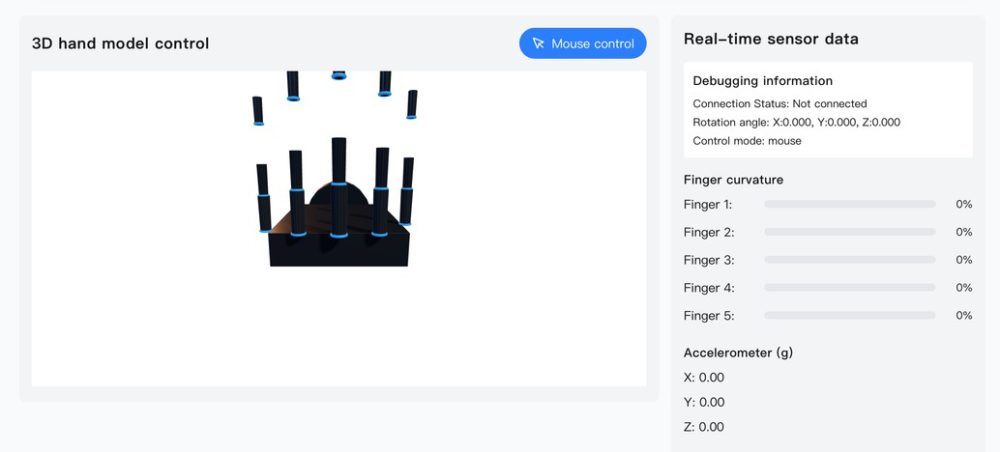 3D hand model control
Mouse control
Real-time sensor data
Debugging information
Connection Status: Not connected
Rotation angle: X:0.000, Y:0.000, Z:0.000
Control mode: mouse
Finger curvature
Finger 1: 0%
Finger 2: 0%
Finger 3: 0%
Finger 4: 0%
Finger 5: 0%
Accelerometer (g)
X: 0.00
Y: 0.00
Z: 0.00